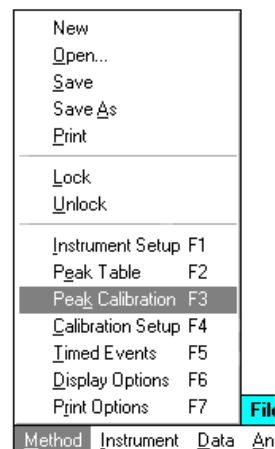 New
Open...
Save
Save As
Print
Lock
Unlock
Instrument Setup F1
Peak Table F2
Peak Calibration F3
Calibration Setup F4
Timed Events F5
Display Options F6
Print Options F7
Method Instrument Data